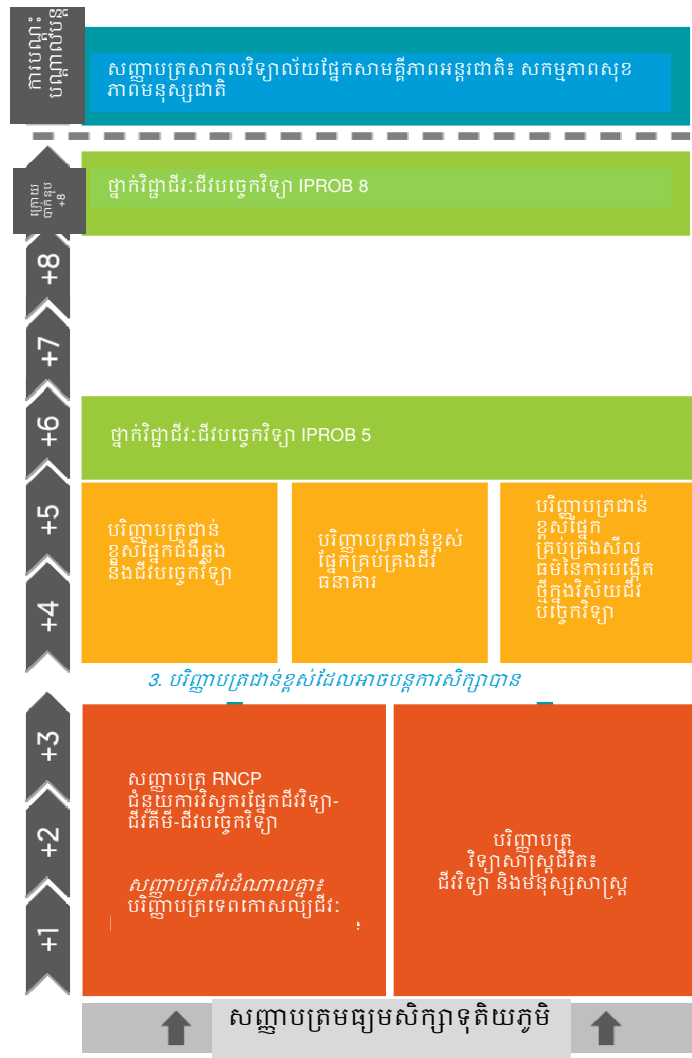 ការបណ្ដុះ
បណ្ដាលបន្ត
សញ្ញាបត្រសាកលវិទ្យាល័យផ្នែកសាមគ្គីភាពអន្តរជាតិ៖ សកម្មភាពសុខ
ភាពមនុស្សជាតិ
ក្រោយ
បាក់ឌុប
+8
ថ្នាក់វិជ្ជាជីវៈជីវបច្ចេកវិទ្យា IPROB 8
+8
+7
+6
ថ្នាក់វិជ្ជាជីវៈជីវបច្ចេកវិទ្យា IPROB 5
+5
+4
បរិញ្ញាបត្រជាន់
ខ្ពស់ផ្នែកជំងឺឆ្លង
និងជីវបច្ចេកវិទ្យា
បរិញ្ញាបត្រជាន់ខ្ពស់
ផ្នែកគ្រប់គ្រងជីវ
ធនាគារ
បរិញ្ញាបត្រជាន់
ខ្ពស់ផ្នែក
គ្រប់គ្រងសីល
ធម៌នៃការបង្កើត
ថ្មីក្នុងវិស័យជីវ
បច្ចេកវិទ្យា
3. បរិញ្ញាបត្រជាន់ខ្ពស់ដែលអាចបន្តការសិក្សាបាន
+3
+2
+1
សញ្ញាបត្រ RNCP
ជំនួយការវិស្វករផ្នែកជីវវិទ្យា-
ជីវគីមី-ជីវបច្ចេកវិទ្យា
សញ្ញាបត្រពីរដំណាលគ្នា៖
បរិញ្ញាបត្រទេពកោសល្យជីវៈ
បរិញ្ញាបត្រ
វិទ្យាសាស្ត្រជីវិត៖
ជីវវិទ្យា និងមនុស្សសាស្ត្រ
សញ្ញាបត្រមធ្យមសិក្សាទុតិយភូមិ